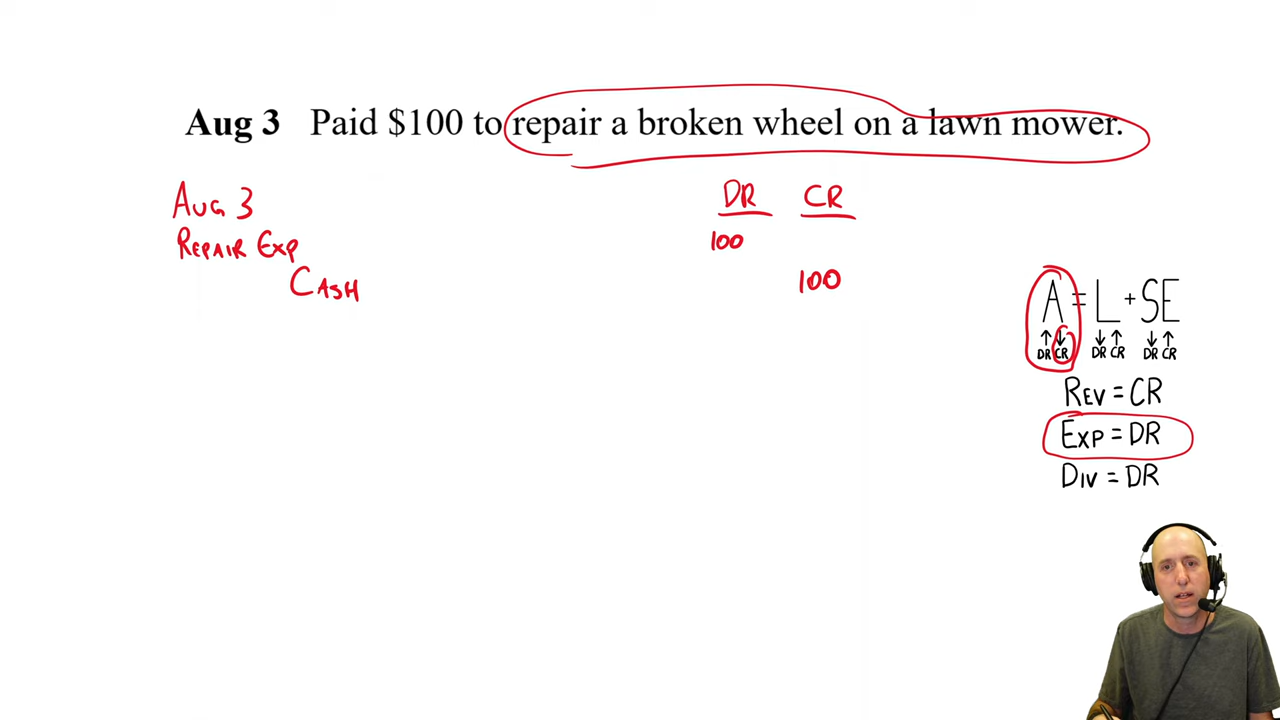 Aug 3 Paid $100 to repair a broken wheel on a lawn mower.
DR CR
AUG 3
REPAIR EXP 100
CASH 100
A = L + SE
↑ ↓ ↓ ↑ ↓ ↑
DR CR DR CR DR CR
REV = CR
EXP = DR
DIV = DR